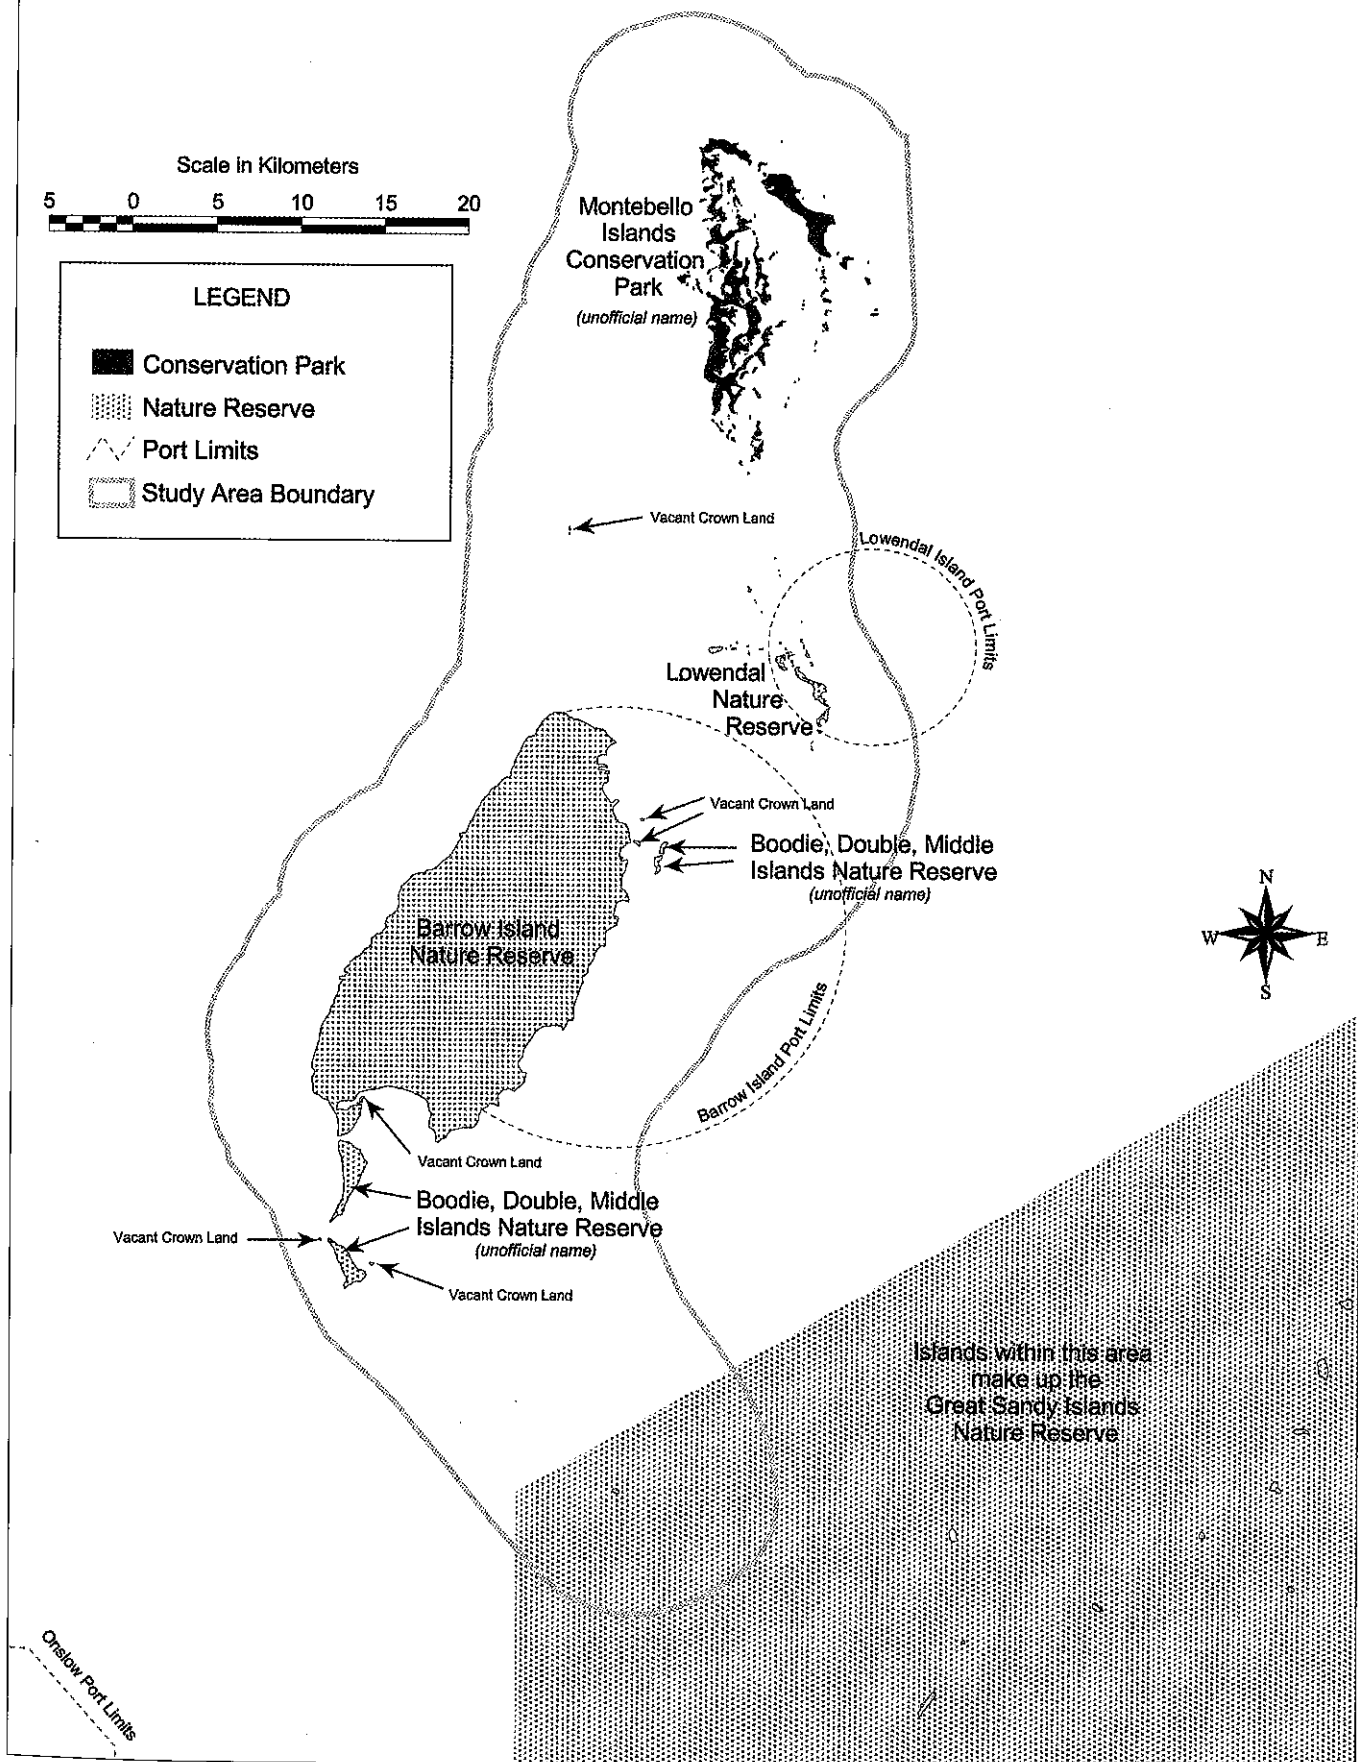 Scale in Kilometers
5 0 5 10 15 20
LEGEND
Conservation Park
Nature Reserve
Port Limits
Study Area Boundary
Montebello
Islands
Conservation
Park
(unofficial name)
Vacant Crown Land
Lowendal Island Port Limits
Lowendal
Nature
Reserve
Vacant Crown Land
Boodie, Double, Middle
Islands Nature Reserve
(unofficial name)
Barrow Island
Nature Reserve
N
W E
S
Barrow Island Port Limits
Vacant Crown Land
Boodie, Double, Middle
Islands Nature Reserve
(unofficial name)
Vacant Crown Land
Vacant Crown Land
Islands within this area
make up the
Great Sandy Islands
Nature Reserve
Onslow Port Limits